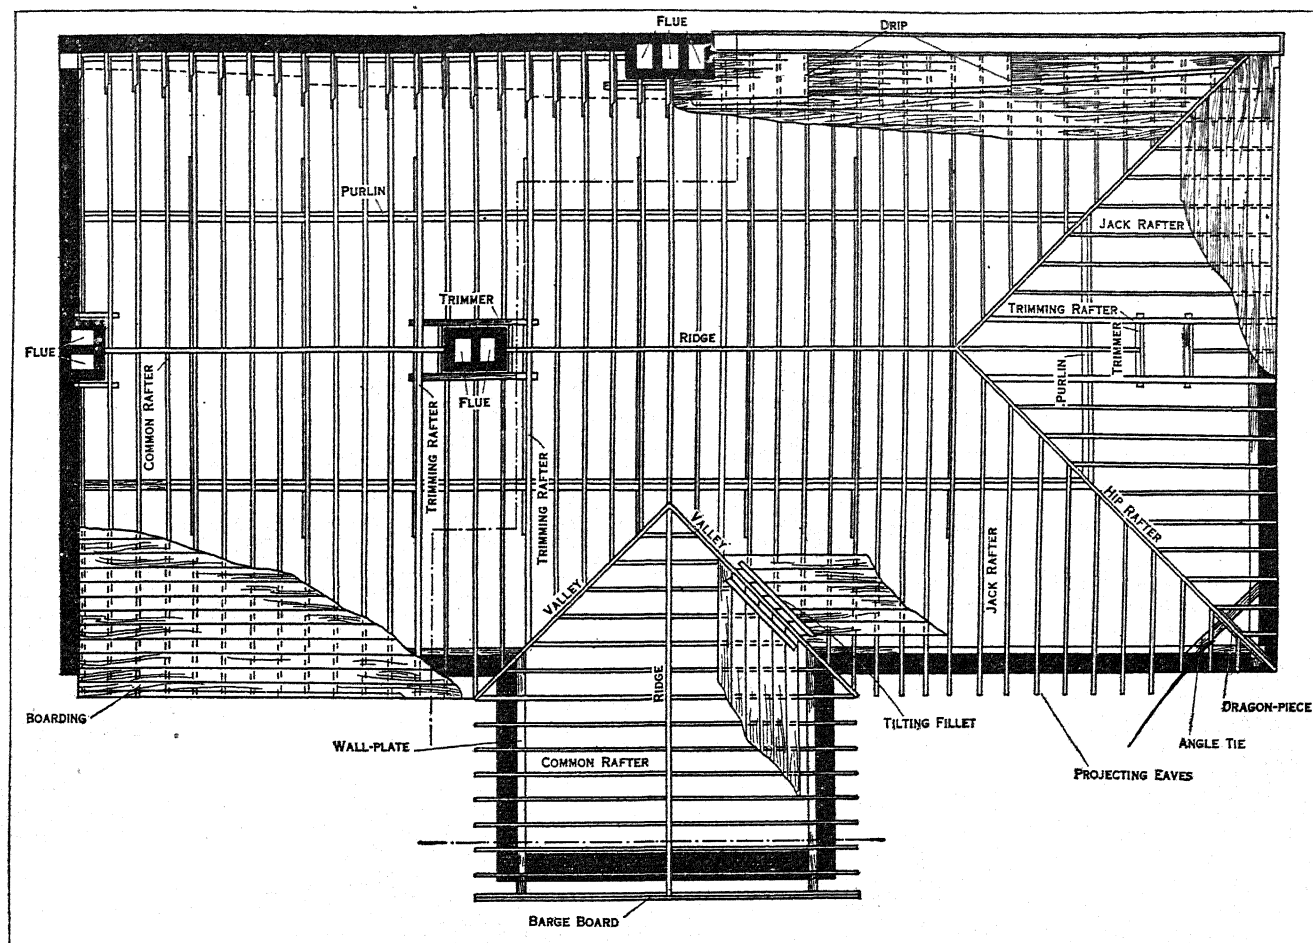 FLUE
DRIP
PURLIN
JACK RAFTER
TRIMMER
TRIMMING RAFTER
FLUE
RIDGE
TRIMMER
PURLIN
COMMON RAFTER
FLUE
TRIMMING RAFTER
TRIMMING RAFTER
HIP RAFTER
VALLEY
VALLEY
JACK RAFTER
RIDGE
BOARDING
WALL-PLATE
COMMON RAFTER
TILTING FILLET
DRAGON-PIECE
ANGLE TIE
PROJECTING EAVES
BARGE BOARD